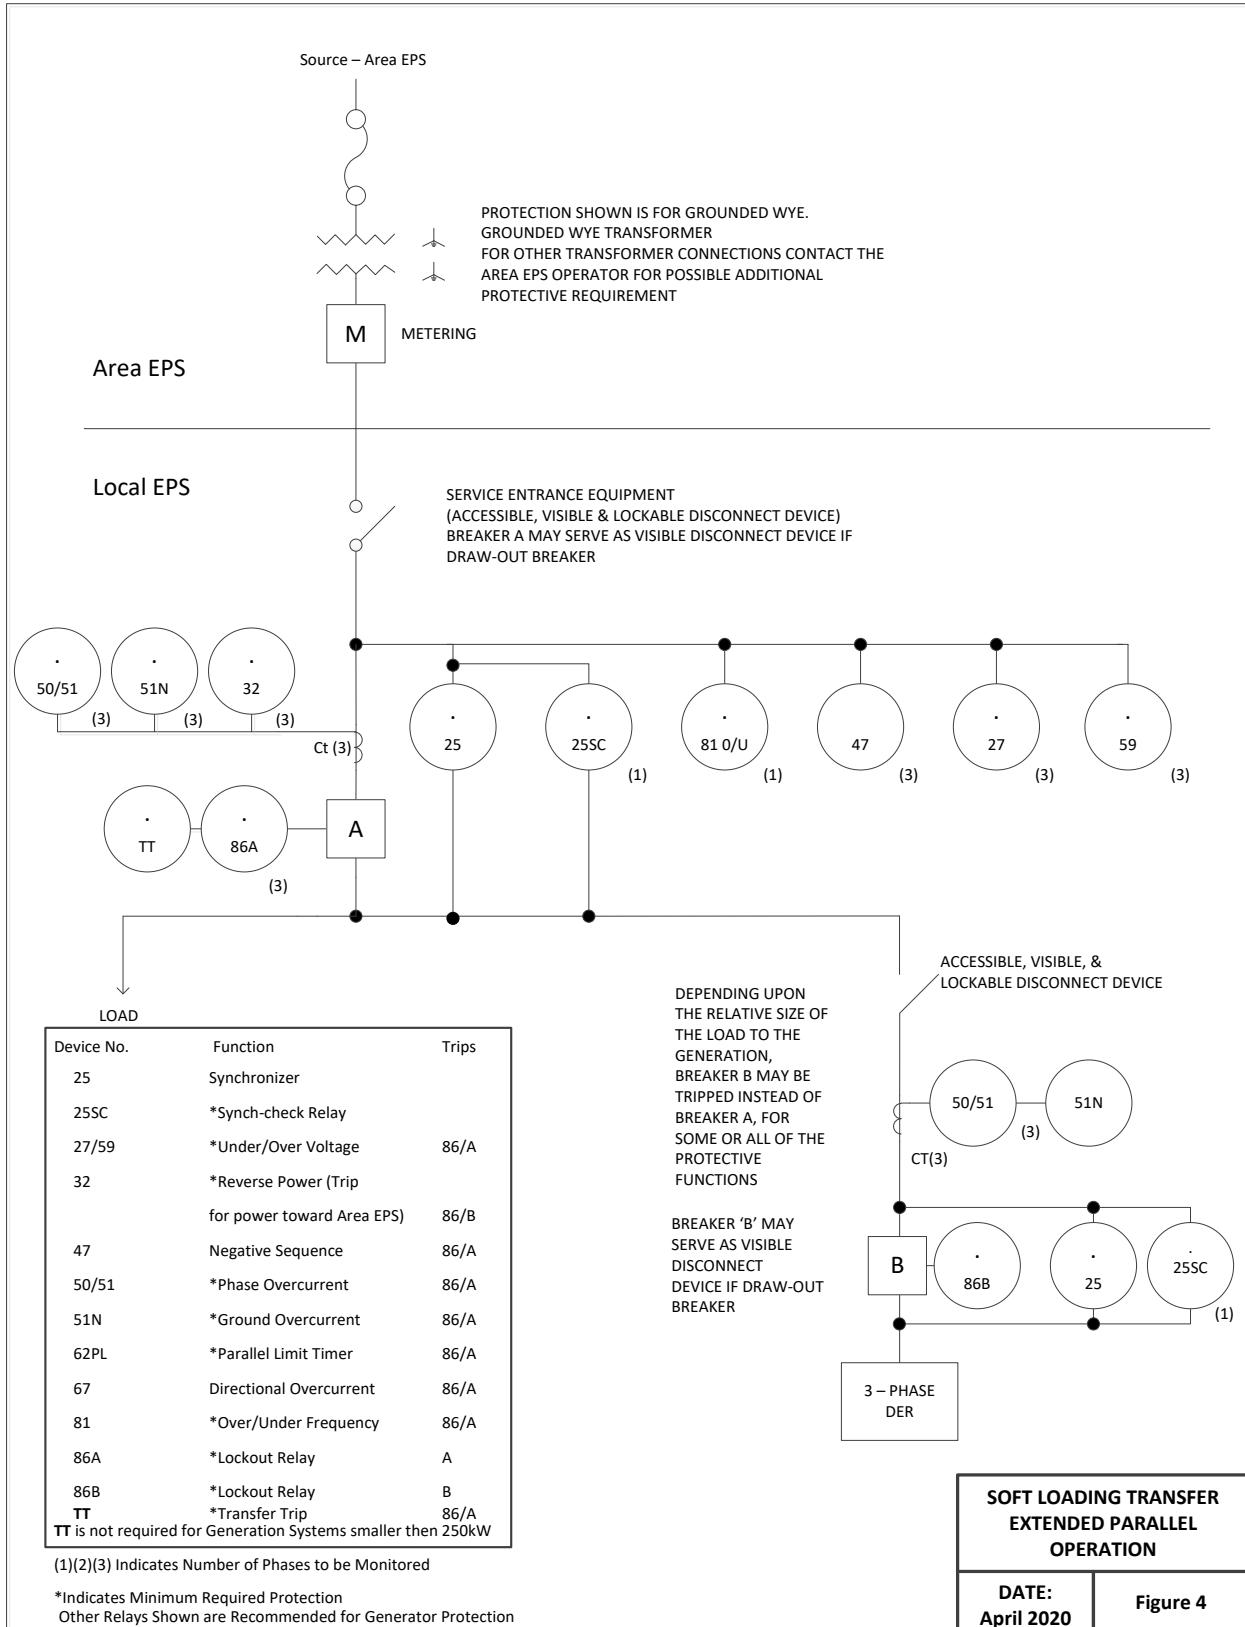 Source – Area EPS
PROTECTION SHOWN IS FOR GROUNDED WYE.
GROUNDED WYE TRANSFORMER
FOR OTHER TRANSFORMER CONNECTIONS CONTACT THE
AREA EPS OPERATOR FOR POSSIBLE ADDITIONAL
PROTECTIVE REQUIREMENT
M
METERING
Area EPS
Local EPS
SERVICE ENTRANCE EQUIPMENT
(ACCESSIBLE, VISIBLE & LOCKABLE DISCONNECT DEVICE)
BREAKER A MAY SERVE AS VISIBLE DISCONNECT DEVICE IF
DRAW-OUT BREAKER
50/51
(3)
51N
(3)
32
(3)
Ct (3)
25
25SC
(1)
81 0/U
(1)
47
(3)
27
(3)
59
(3)
TT
86A
(3)
A
LOAD
ACCESSIBLE, VISIBLE, &
LOCKABLE DISCONNECT DEVICE
DEPENDING UPON
THE RELATIVE SIZE OF
THE LOAD TO THE
GENERATION,
BREAKER B MAY BE
TRIPPED INSTEAD OF
BREAKER A, FOR
SOME OR ALL OF THE
PROTECTIVE
FUNCTIONS
BREAKER ‘B’ MAY
SERVE AS VISIBLE
DISCONNECT
DEVICE IF DRAW-OUT
BREAKER
50/51
(3)
51N
CT(3)
B
86B
25
25SC
(1)
3 – PHASE
DER
Device No. Function Trips
25 Synchronizer
25SC *Synch-check Relay
27/59 *Under/Over Voltage 86/A
32 *Reverse Power (Trip
for power toward Area EPS) 86/B
47 Negative Sequence 86/A
50/51 *Phase Overcurrent 86/A
51N *Ground Overcurrent 86/A
62PL *Parallel Limit Timer 86/A
67 Directional Overcurrent 86/A
81 *Over/Under Frequency 86/A
86A *Lockout Relay A
86B *Lockout Relay B
TT *Transfer Trip 86/A
TT is not required for Generation Systems smaller then 250kW
(1)(2)(3) Indicates Number of Phases to be Monitored
*Indicates Minimum Required Protection
Other Relays Shown are Recommended for Generator Protection
SOFT LOADING TRANSFER
EXTENDED PARALLEL
OPERATION
DATE:
April 2020
Figure 4